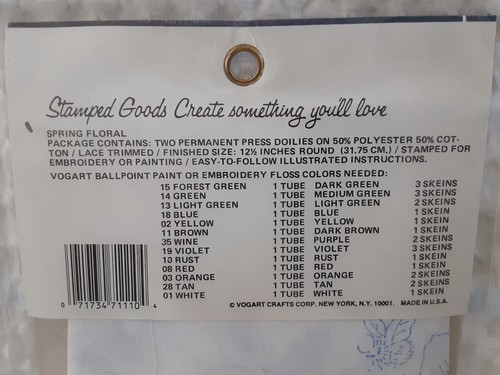 Stamped Goods Create something you'll love
SPRING FLORAL
PACKAGE CONTAINS: TWO PERMANENT PRESS DOILIES ON 50% POLYESTER 50% COT-
TON / LACE TRIMMED / FINISHED SIZE: 12½ INCHES ROUND (31,75 CM.) / STAMPED FOR
EMBROIDERY OR PAINTING / EASY-TO-FOLLOW ILLUSTRATED INSTRUCTIONS.
VOGART BALLPOINT PAINT OR EMBROIDERY FLOSS COLORS NEEDED:
15 FOREST GREEN 1 TUBE DARK GREEN 3 SKEINS
14 GREEN 1 TUBE MEDIUM GREEN 3 SKEINS
13 LIGHT GREEN 1 TUBE LIGHT GREEN 2 SKEINS
18 BLUE 1 TUBE BLUE 1 SKEIN
02 YELLOW 1 TUBE YELLOW 1 SKEIN
11 BROWN 1 TUBE DARK BROWN 1 SKEIN
35 WINE 1 TUBE PURPLE 2 SKEINS
19 VIOLET 1 TUBE VIOLET 3 SKEINS
10 RUST 1 TUBE RUST 1 SKEIN
08 RED 1 TUBE RED 1 SKEIN
03 ORANGE 1 TUBE ORANGE 2 SKEINS
28 TAN 1 TUBE TAN 2 SKEINS
01 WHITE 1 TUBE WHITE 1 SKEIN
0 71734 71110 4
© VOGART CRAFTS CORP. NEW YORK, N.Y. 10001. MADE IN U.S.A.